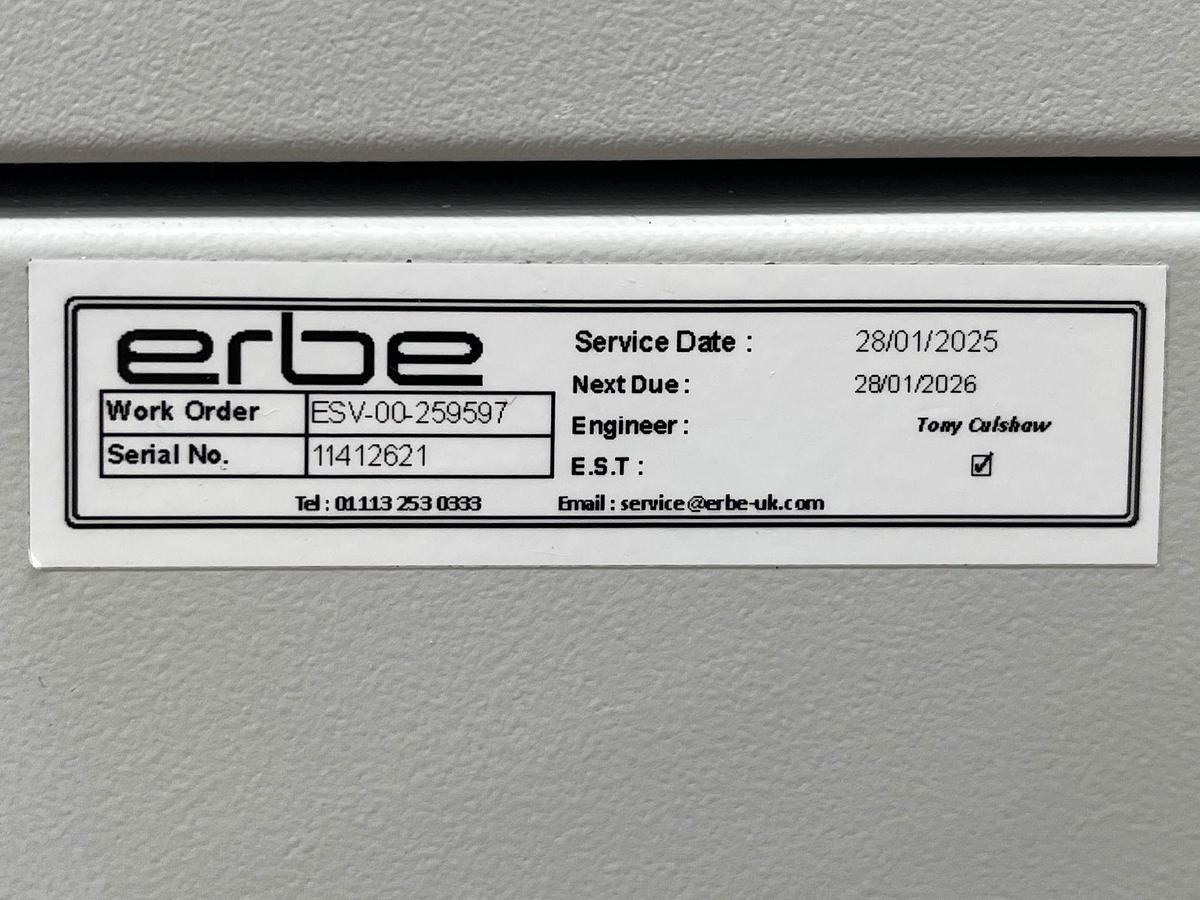 erbe
Work Order ESV-00-259597
Serial No. 11412621
Service Date : 28/01/2025
Next Due : 28/01/2026
Engineer : Tony Culshaw
E.S.T : ☑
Tel : 01113 253 0333 Email : service@erbe-uk.com